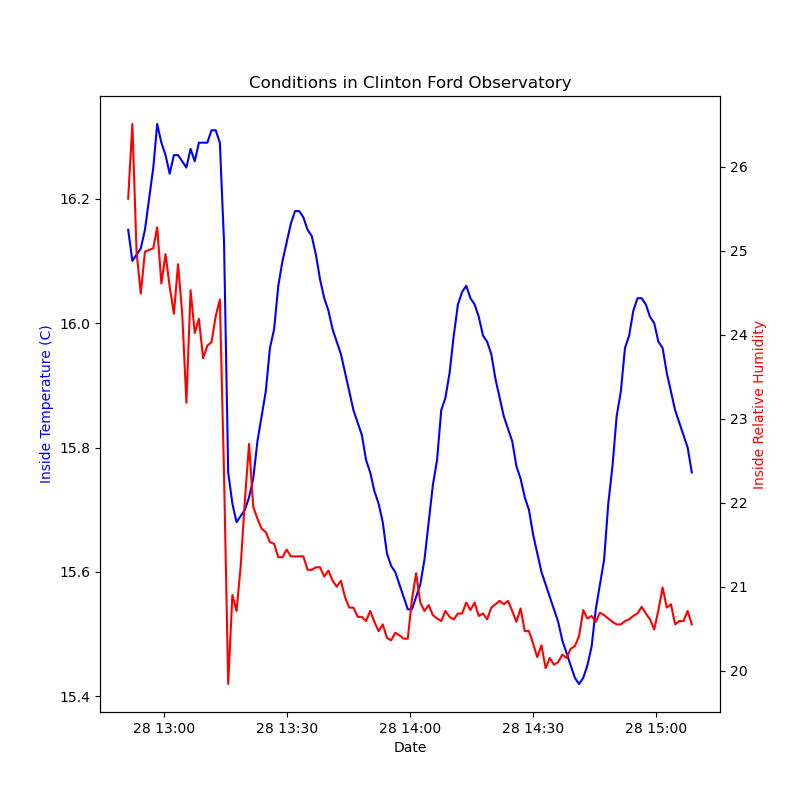 Conditions in Clinton Ford Observatory
Inside Temperature (C)
16.2
16.0
15.8
15.6
15.4
26
25
24
23
22
21
20
Inside Relative Humidity
28 13:00 28 13:30 28 14:00 28 14:30 28 15:00
Date